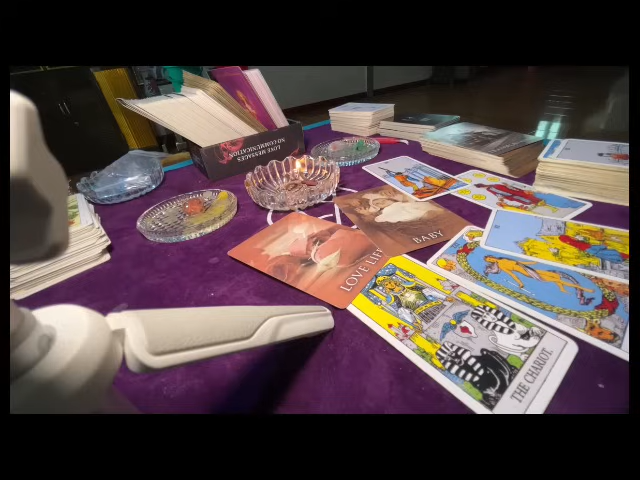 LOVE MESSAGES
NO COMMUNICATION
BABY
LOVE LIFE
THE CHARIOT.